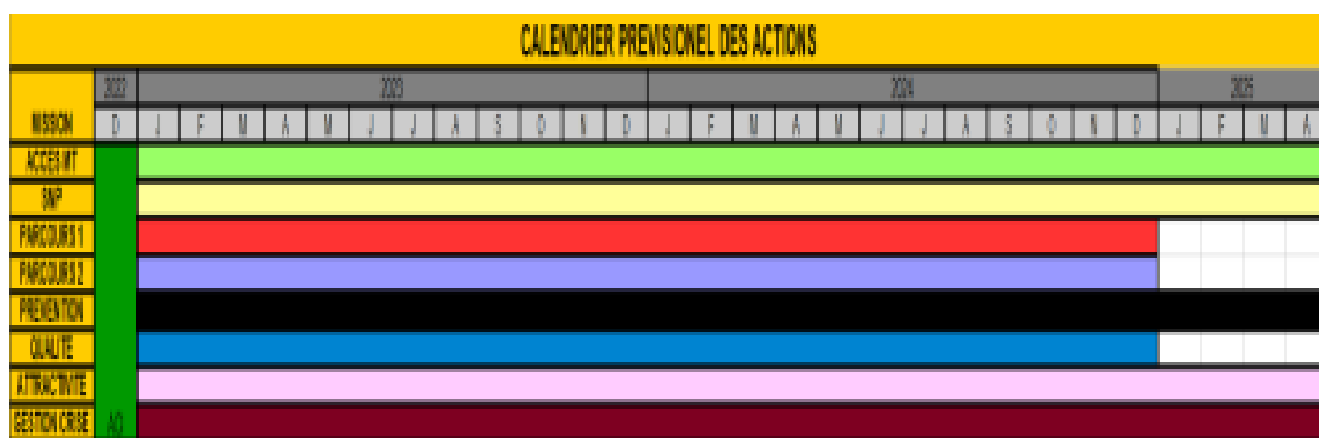 CALENDRIER PREVISIONEL DES ACTIONS
2022 2023 2024 2025
MISSION D J F M A M J J A S O N D J F M A M J J A S O N D J F M A
ACCES MT
SNP
PARCOURS 1
PARCOURS 2
PREVENTION
QUALITE
ATTRACTIVITE
GESTION CRISE AO